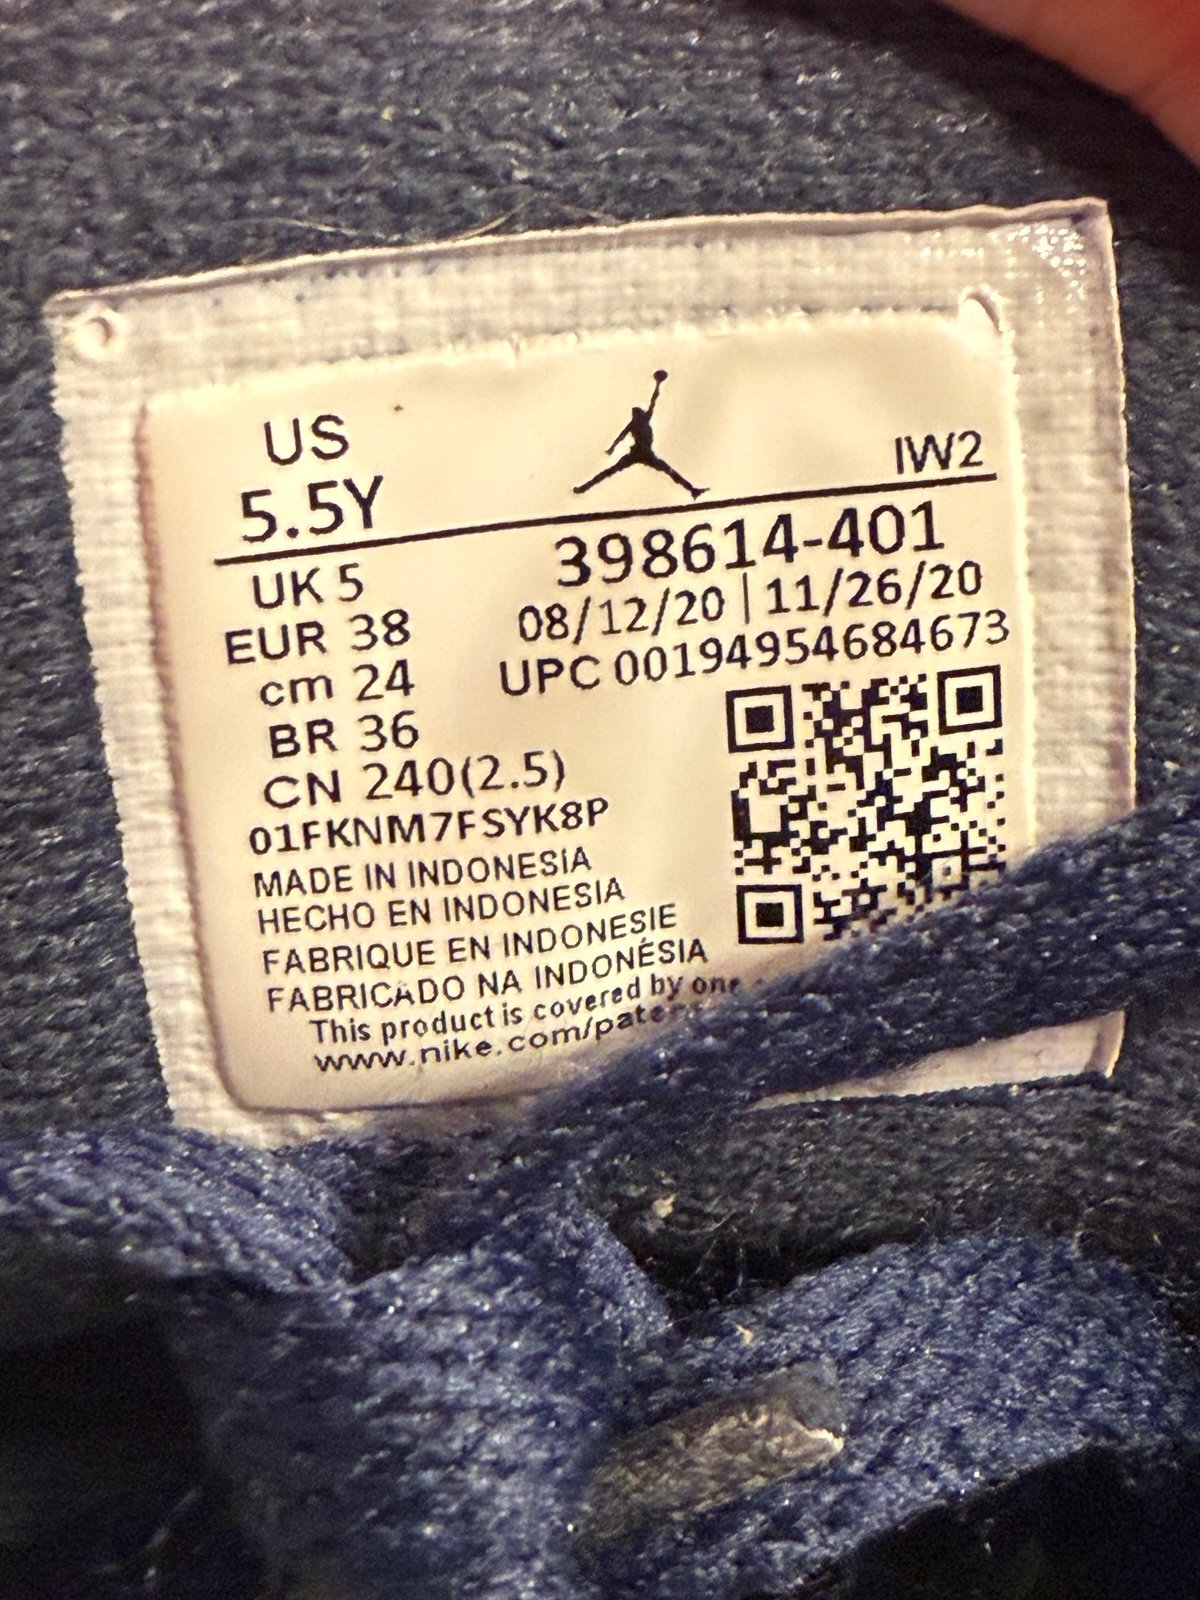 US
5.5Y
IW2
UK 5
EUR 38
cm 24
BR 36
CN 240(2.5)
398614-401
08/12/20 | 11/26/20
UPC 00194954684673
01FKNM7FSYK8P
MADE IN INDONESIA
HECHO EN INDONESIA
FABRIQUE EN INDONESIE
FABRICADO NA INDONÉSIA
This product is covered by one
www.nike.com/paten